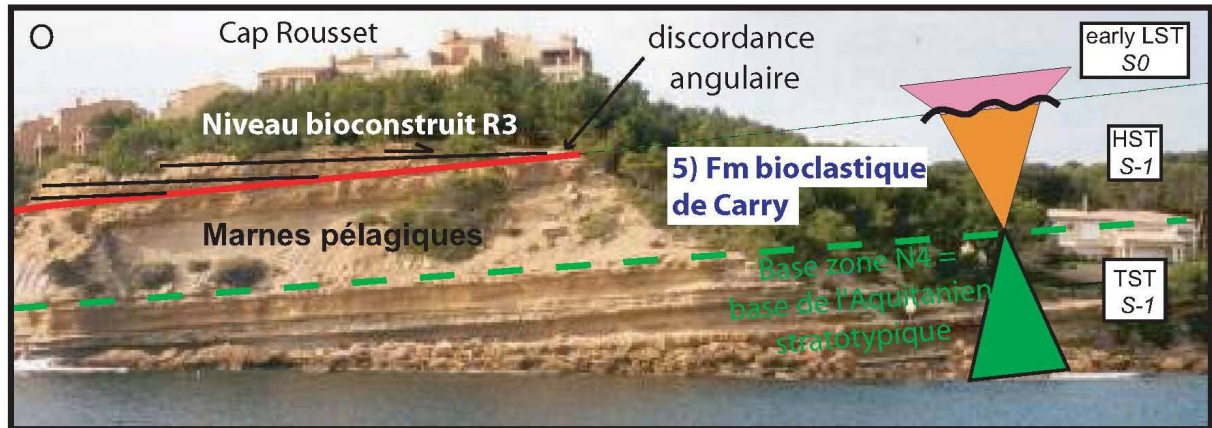 O
Cap Rousset
discordance
angulaire
early LST
S0
Niveau bioconstruit R3
5) Fm bioclastique
de Carry
HST
S-1
Marnes pélagiques
Base zone N4 =
base de l'Aquitanien
stratotypique
TST
S-1